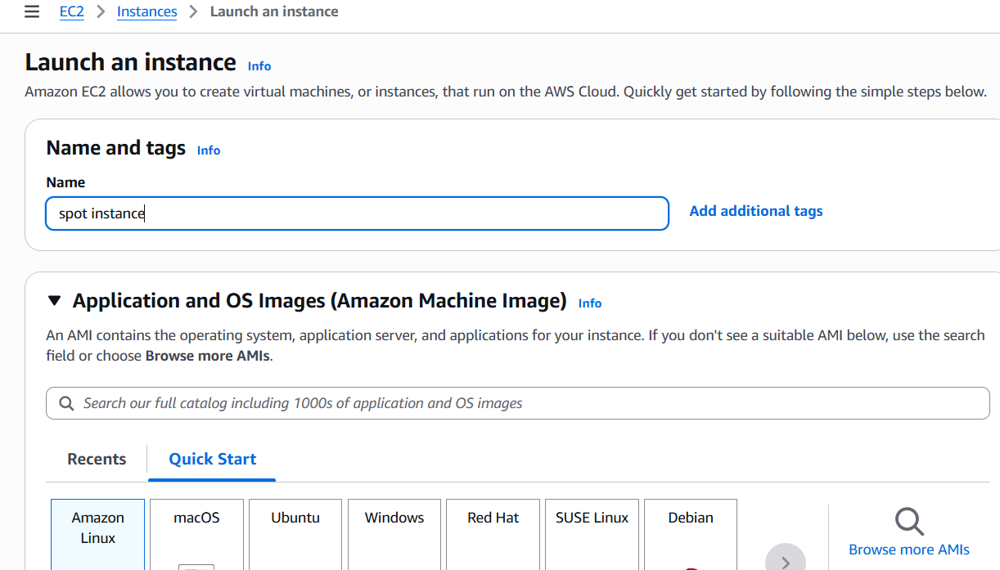 EC2 > Instances > Launch an instance
Launch an instance Info
Amazon EC2 allows you to create virtual machines, or instances, that run on the AWS Cloud. Quickly get started by following the simple steps below.
Name and tags Info
Name
spot instance
Add additional tags
Application and OS Images (Amazon Machine Image) Info
An AMI contains the operating system, application server, and applications for your instance. If you don't see a suitable AMI below, use the search
field or choose Browse more AMIs.
Search our full catalog including 1000s of application and OS images
Recents
Quick Start
Amazon
Linux
macOS
Ubuntu
Windows
Red Hat
SUSE Linux
Debian
Browse more AMIs